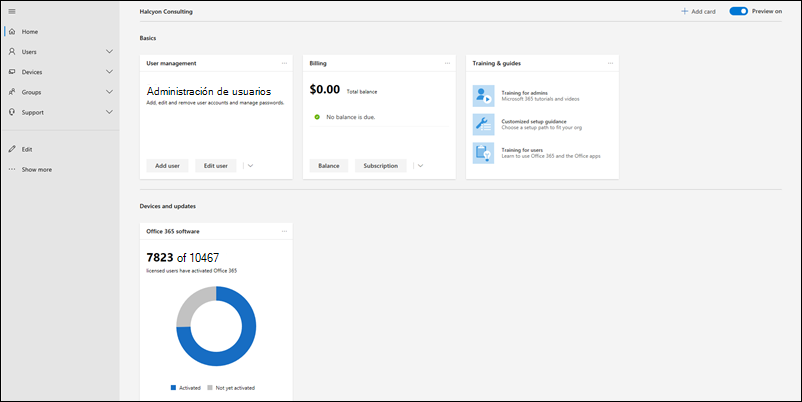 Halcyon Consulting
Add card
Preview on
Home
Users
Devices
Groups
Support
Edit
Show more
Basics
User management
Administración de usuarios
Add, edit and remove user accounts and manage passwords
Add user
Edit user
Billing
$0.00 Total balance
No balance is due.
Balance
Subscription
Training & guides
Training for admins
Microsoft 365 tutorials and videos
Customized setup guidance
Choose a setup path to fit your org
Training for users
Learn to use Office 365 and the Office apps
Devices and updates
Office 365 software
7823 of 10467
licensed users have activated Office 365
Activated
Not yet activated